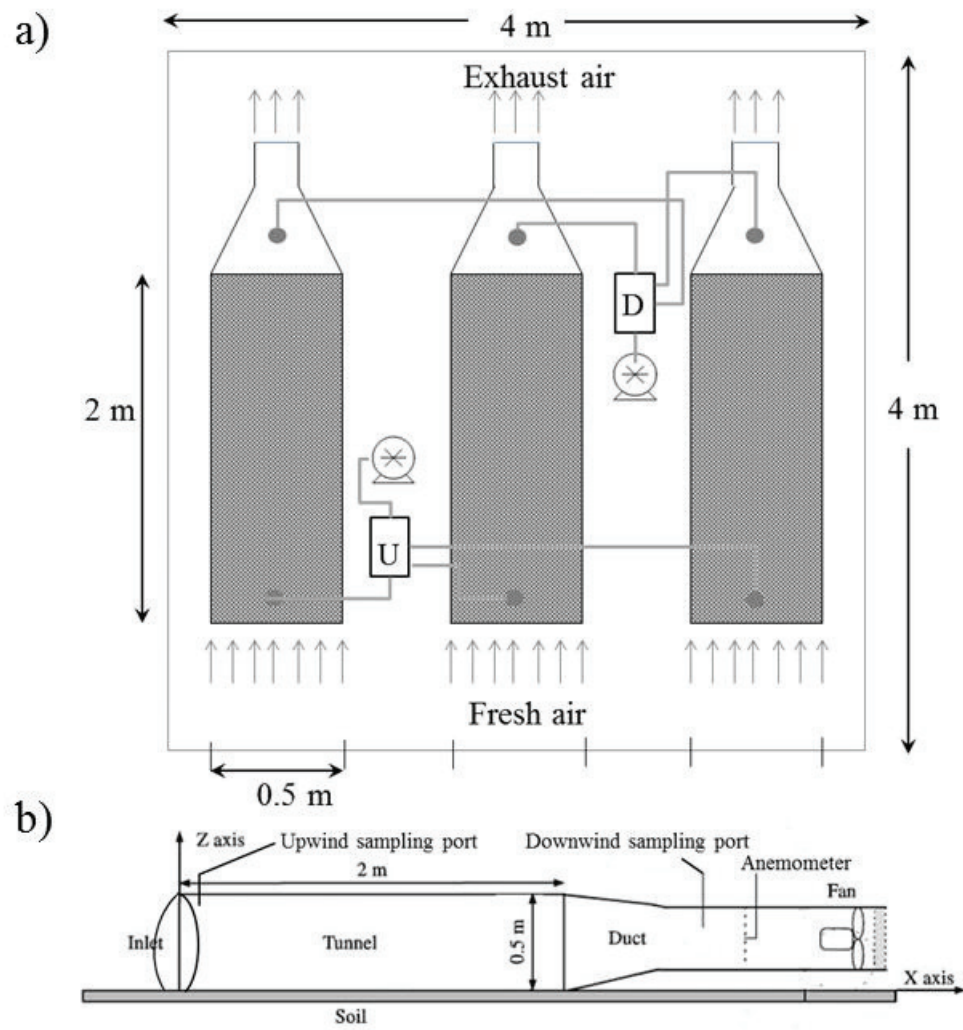 a)
4 m
Exhaust air
D
2 m
4 m
U
Fresh air
0.5 m
b)
Z axis
Upwind sampling port
Downwind sampling port
Anemometer
2 m
Fan
Inlet
Tunnel
0.5 m
Duct
X axis
Soil